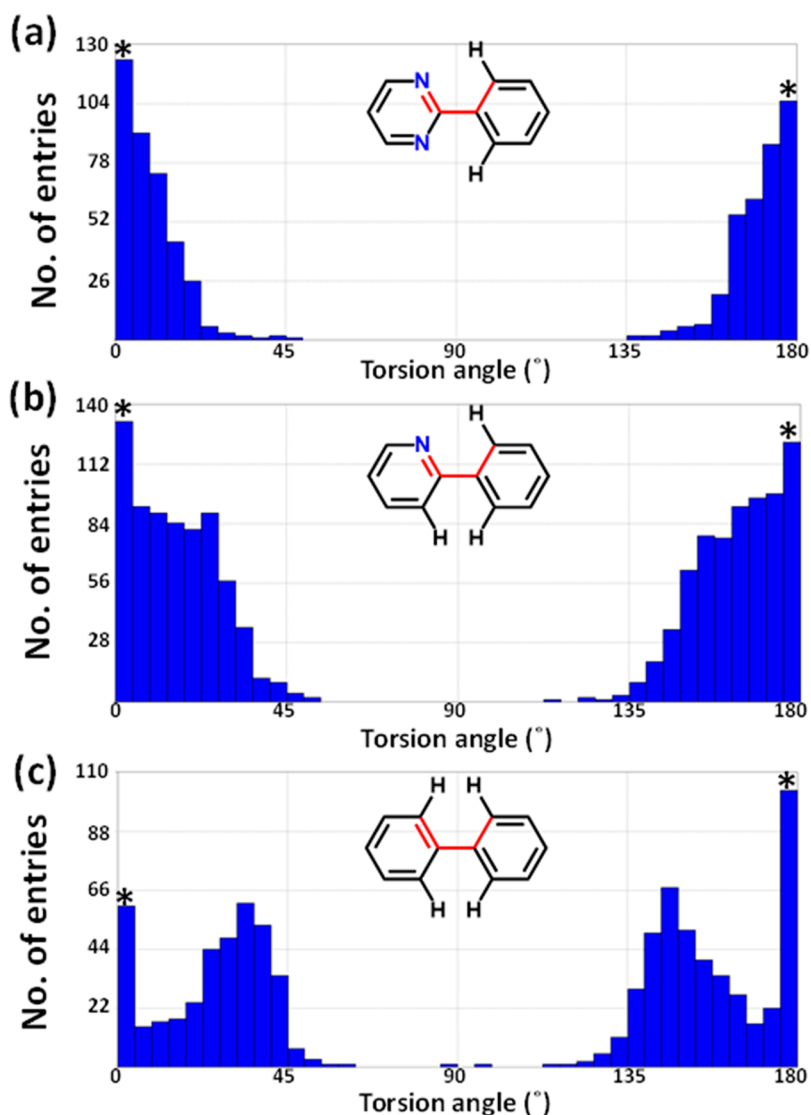 (a)
No. of entries
130
104
78
52
26
*
*
N
N
H
H
0
45
90
135
180
Torsion angle (°)
(b)
No. of entries
140
112
84
56
28
*
*
N
H
H
H
0
45
90
135
180
Torsion angle (°)
(c)
No. of entries
110
88
66
44
22
*
*
H
H
H
H
0
45
90
135
180
Torsion angle (°)